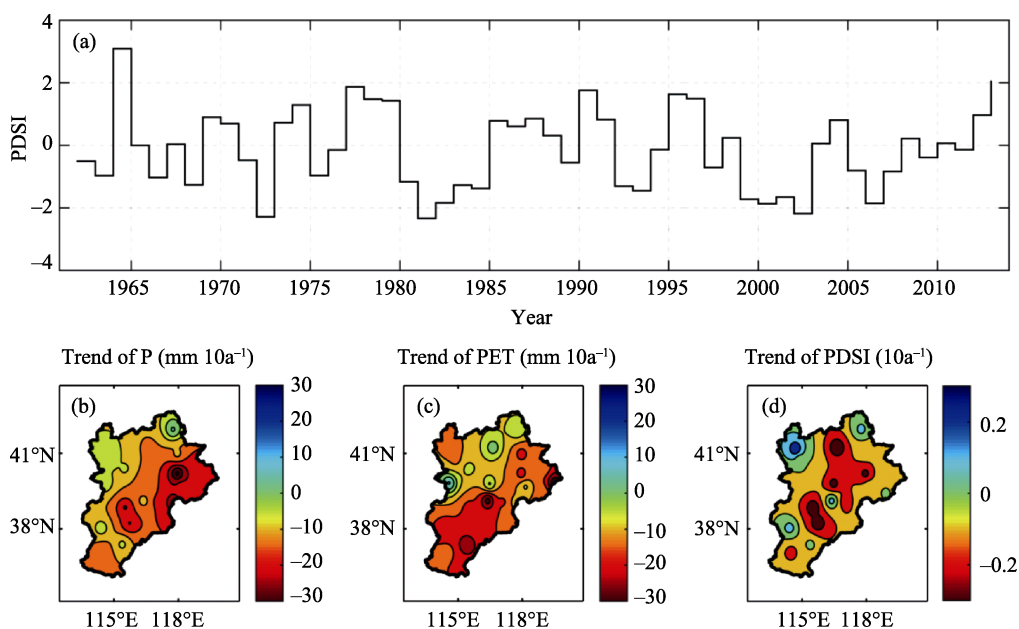 4
(a)
2
0
−2
−4
PDSI
1965 1970 1975 1980 1985 1990 1995 2000 2005 2010
Year
Trend of P (mm 10a⁻¹) Trend of PET (mm 10a⁻¹) Trend of PDSI (10a⁻¹)
(b) 30 (c) 30 (d)
20 20 0.2
41°N 10 41°N 10 41°N
0 0 0
38°N −10 38°N −10 38°N
−20 −20 −0.2
−30 −30
115°E 118°E 115°E 118°E 115°E 118°E